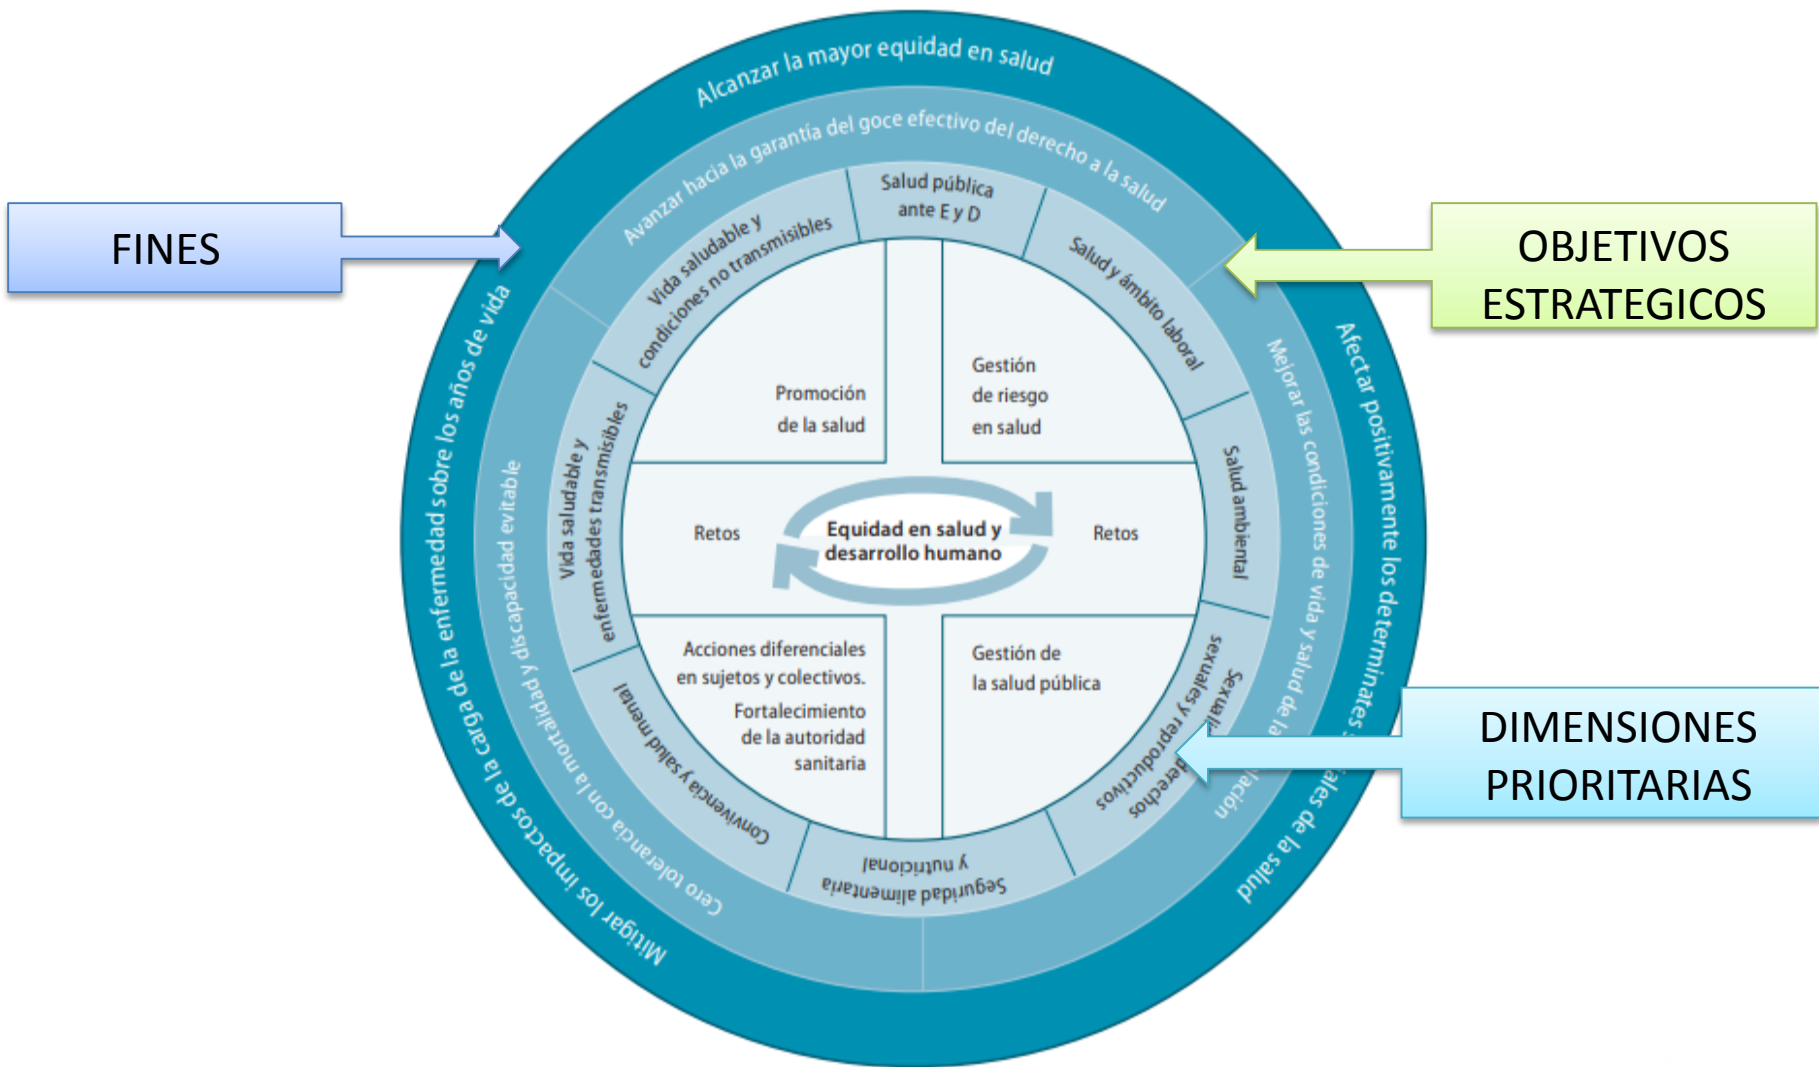 Alcanzar la mayor equidad en salud
Avanzar hacia la garantía del goce efectivo del derecho a la salud
Salud pública
ante E y D
FINES
OBJETIVOS
ESTRATEGICOS
Vida saludable y
condiciones no transmisibles
Salud y ámbito laboral
Afectar positivamente los determinates
de la salud
Mejorar las condiciones de vida y salud de la
Promoción
de la salud
Gestión
de riesgo
en salud
Salud ambiental
Vida saludable y
enfermedades transmisibles
Retos
Equidad en salud y
desarrollo humano
Retos
Mitigar los impactos de la carga de la enfermedad sobre los años de vida
Cero tolerancia con la mortalidad y discapacidad evitable
Acciones diferenciales
en sujetos y colectivos.
Fortalecimiento
de la autoridad
sanitaria
Gestión de
la salud pública
derechos
sexuales y reproductivos
DIMENSIONES
PRIORITARIAS
Convivencia y salud mental
Seguridad alimentaria
y nutricional